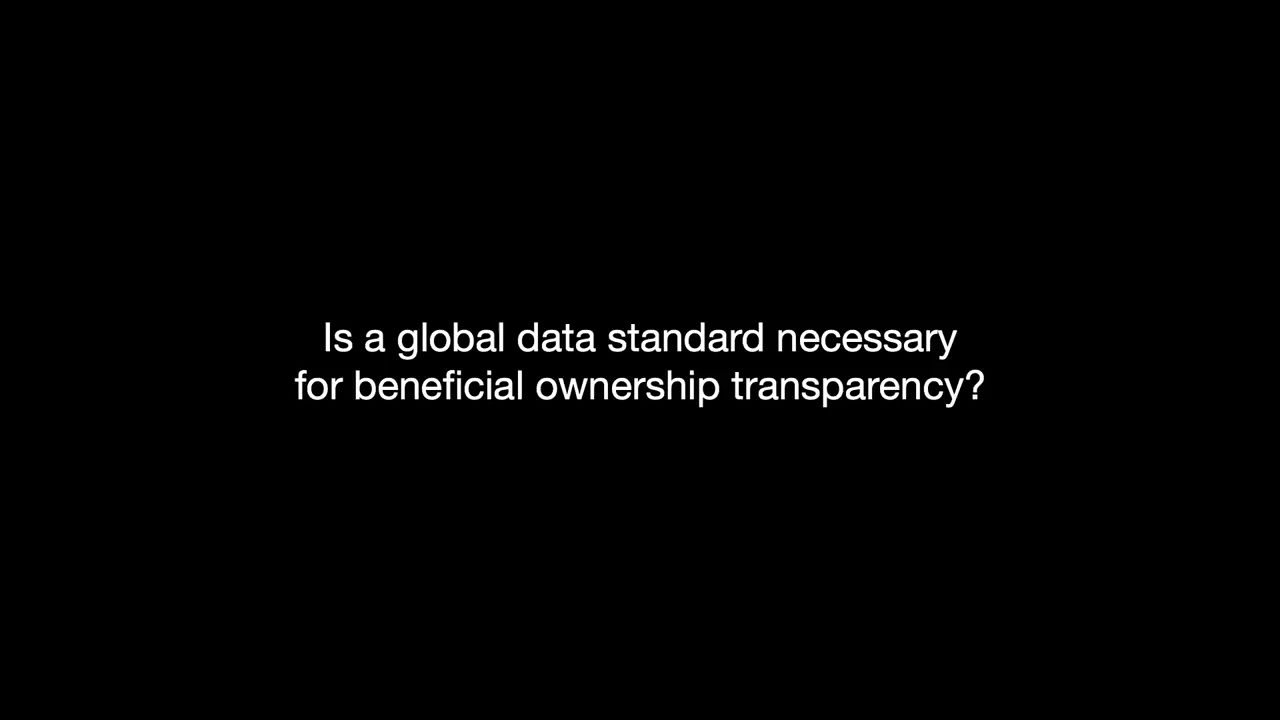 Is a global data standard necessary
for beneficial ownership transparency?